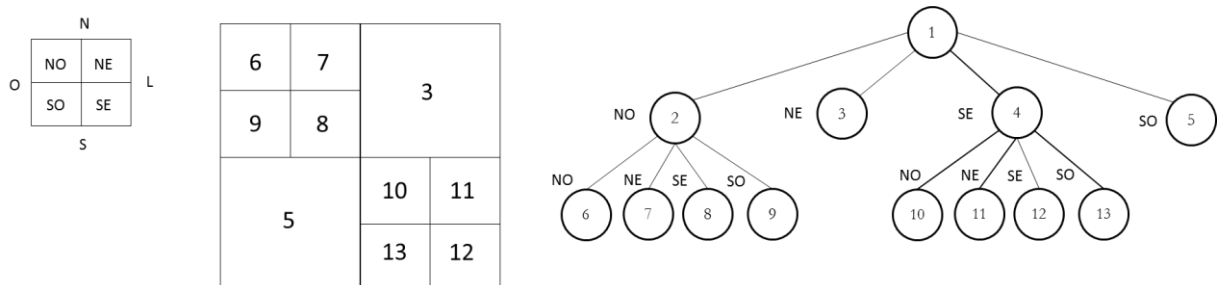 N
NO NE
O L
SO SE
S
6 7
3
9 8
10 11
5
13 12
1
NO 2
NE 3
SE 4
SO 5
NO NE SE SO
6 7 8 9
NO NE SE SO
10 11 12 13